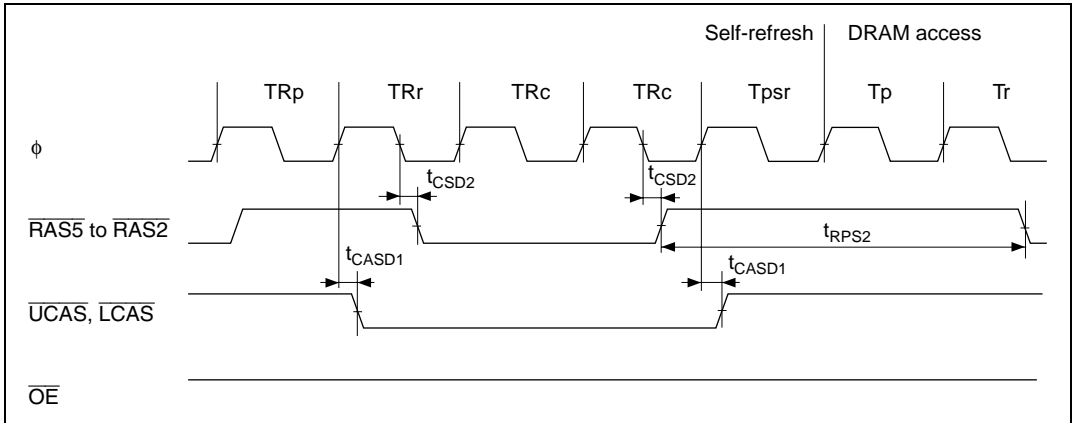 Self-refresh DRAM access
TRp TRr TRc TRc Tpsr Tp Tr
ϕ
tCSD2 tCSD2
RAS5 to RAS2
tRPS2
tCASD1 tCASD1
UCAS, LCAS
OE